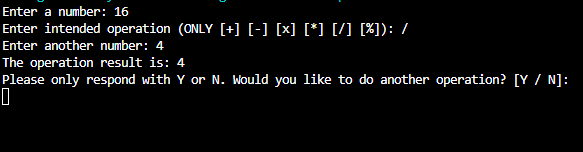 Enter a number: 16
Enter intended operation (ONLY [+] [-] [x] [*] [/] [%]): /
Enter another number: 4
The operation result is: 4
Please only respond with Y or N. Would you like to do another operation? [Y / N]: